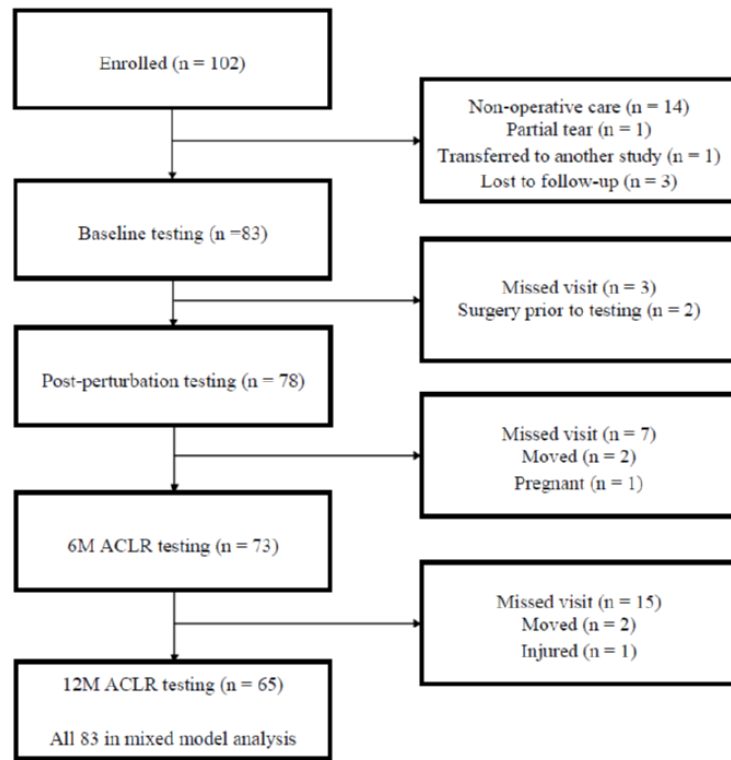 Enrolled (n = 102)
Non-operative care (n = 14)
Partial tear (n = 1)
Transferred to another study (n = 1)
Lost to follow-up (n = 3)
Baseline testing (n =83)
Missed visit (n = 3)
Surgery prior to testing (n = 2)
Post-perturbation testing (n = 78)
Missed visit (n = 7)
Moved (n = 2)
Pregnant (n = 1)
6M ACLR testing (n = 73)
Missed visit (n = 15)
Moved (n = 2)
Injured (n = 1)
12M ACLR testing (n = 65)
All 83 in mixed model analysis